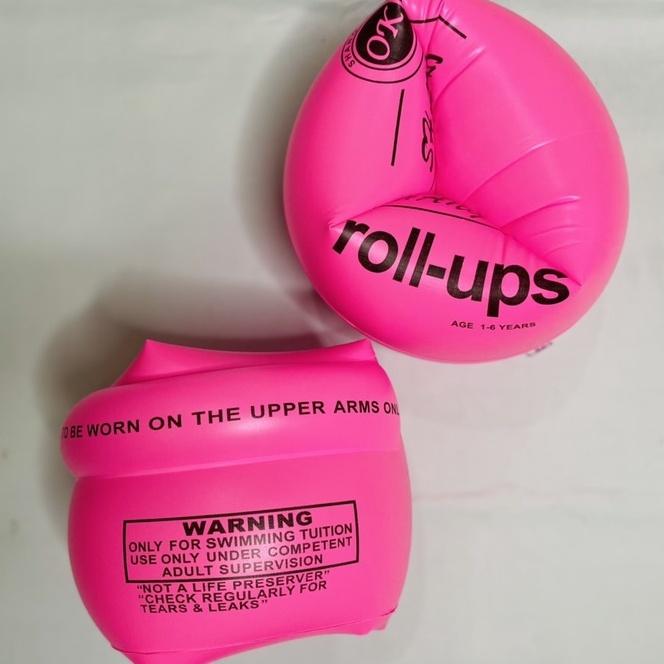 OK
roll-ups
AGE 1-6 YEARS
TO BE WORN ON THE UPPER ARMS
WARNING
ONLY FOR SWIMMING TUITION
USE ONLY UNDER COMPETENT
ADULT SUPERVISION
"NOT A LIFE PRESERVER"
"CHECK REGULARLY FOR
TEARS & LEAKS"